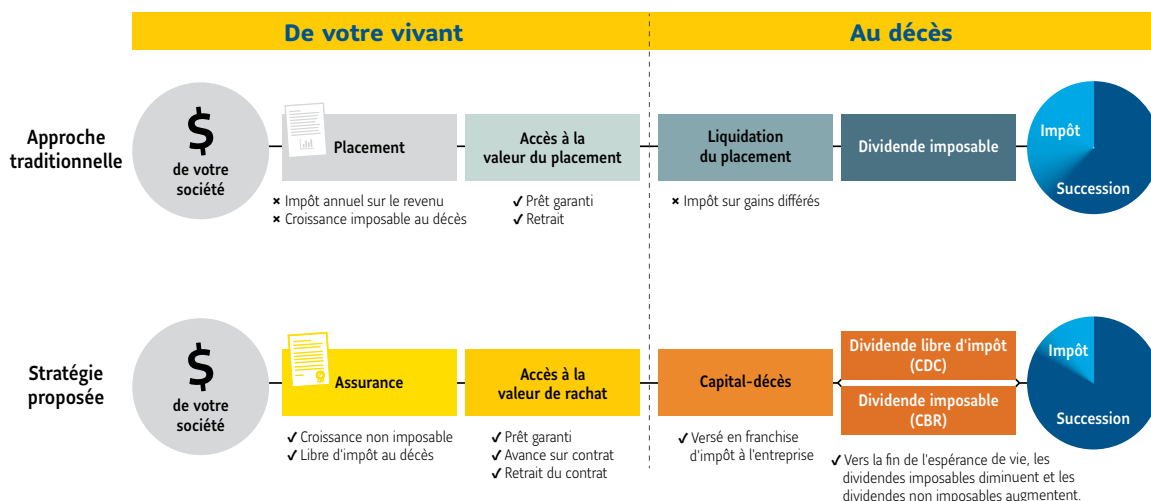 De votre vivant
Au décès
Approche
traditionnelle
$
de votre
société
Placement
Accès à la
valeur du placement
Liquidation
du placement
Dividende imposable
Impôt
Succession
× Impôt annuel sur le revenu
× Croissance imposable au décès
✓ Prêt garanti
✓ Retrait
× Impôt sur gains différés
Stratégie
proposée
$
de votre
société
Assurance
Accès à la
valeur de rachat
Capital-décès
Dividende libre d'impôt
(CDC)
Dividende imposable
(CBR)
Impôt
Succession
✓ Croissance non imposable
✓ Libre d'impôt au décès
✓ Prêt garanti
✓ Avance sur contrat
✓ Retrait du contrat
✓ Versé en franchise
d'impôt à l'entreprise
✓ Vers la fin de l'espérance de vie, les
dividendes imposables diminuent et les
dividendes non imposables augmentent.